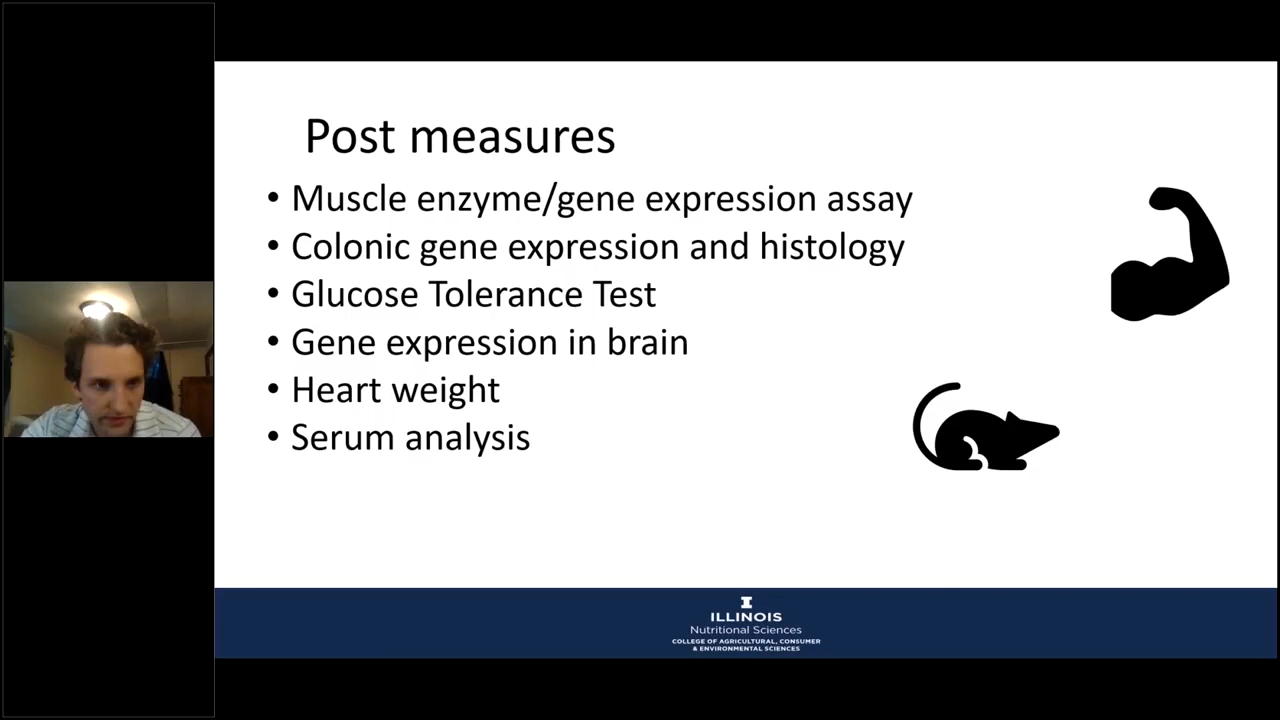 Post measures
• Muscle enzyme/gene expression assay
• Colonic gene expression and histology
• Glucose Tolerance Test
• Gene expression in brain
• Heart weight
• Serum analysis
I
ILLINOIS
Nutritional Sciences
COLLEGE OF AGRICULTURAL, CONSUMER
& ENVIRONMENTAL SCIENCES